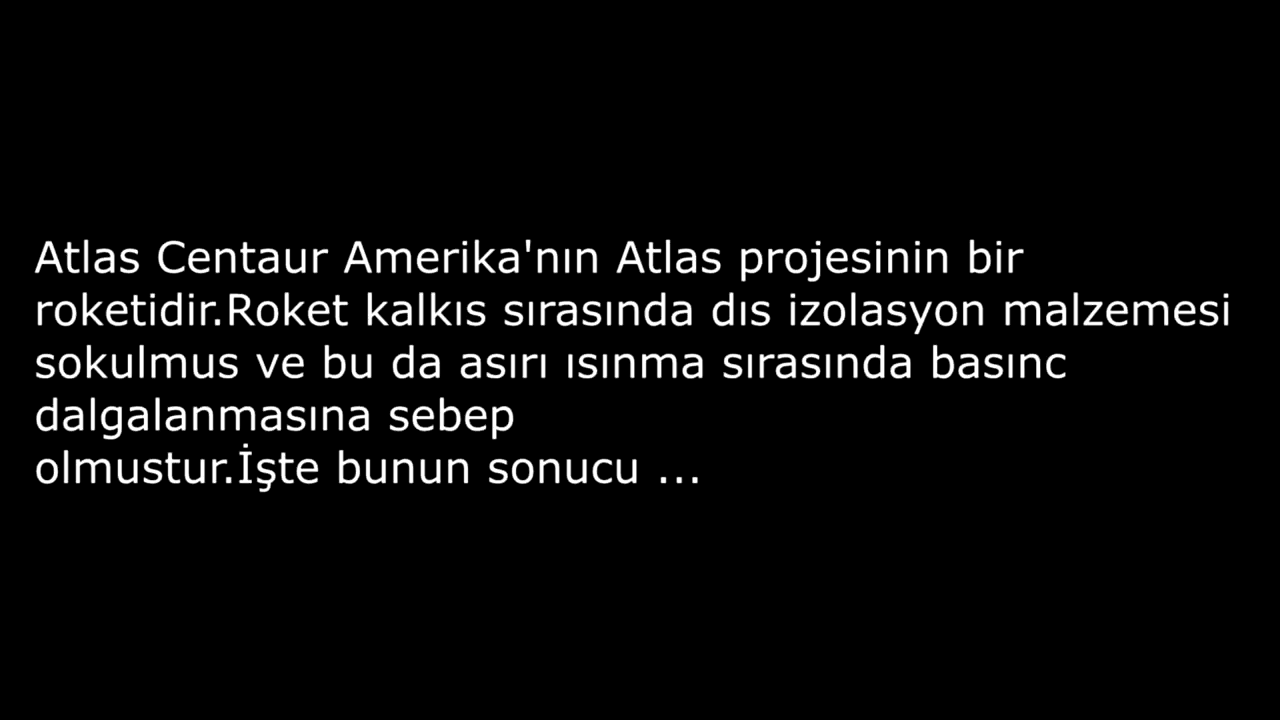 Atlas Centaur Amerika'nın Atlas projesinin bir
roketidir.Roket kalkıs sırasında dıs izolasyon malzemesi
sokulmus ve bu da asırı ısınma sırasında basınc
dalgalanmasına sebep
olmustur.İşte bunun sonucu ...